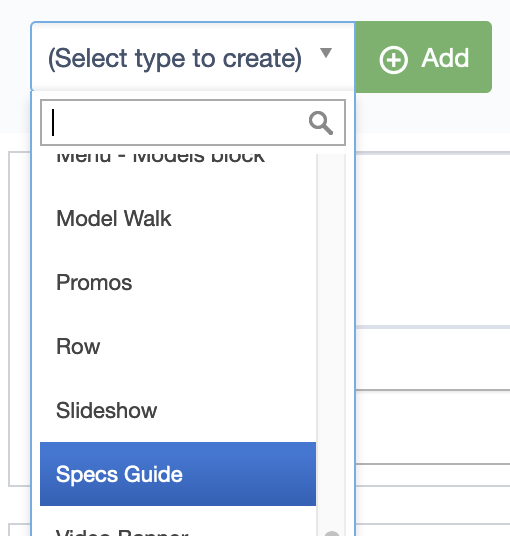 (Select type to create) ▼
Add
Menu - Models block
Model Walk
Promos
Row
Slideshow
Specs Guide
Video Banner